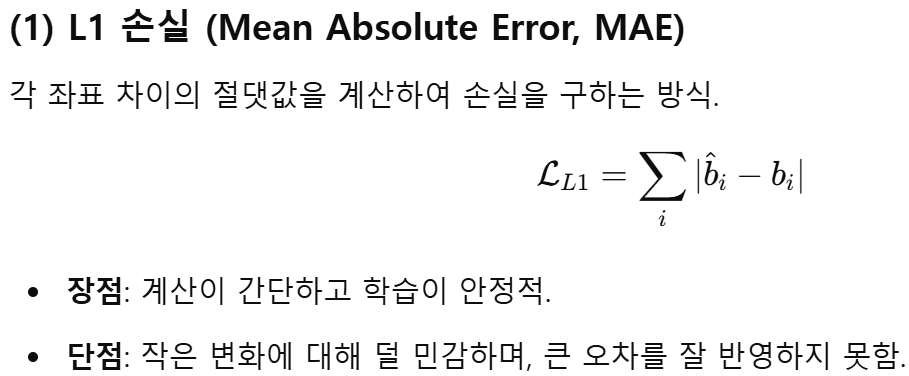 (1) L1 손실 (Mean Absolute Error, MAE)
각 좌표 차이의 절댓값을 계산하여 손실을 구하는 방식.
$\mathcal{L}_{L1} = \sum_{i} |\hat{b}_i - b_i|$
• 장점: 계산이 간단하고 학습이 안정적.
• 단점: 작은 변화에 대해 덜 민감하며, 큰 오차를 잘 반영하지 못함.